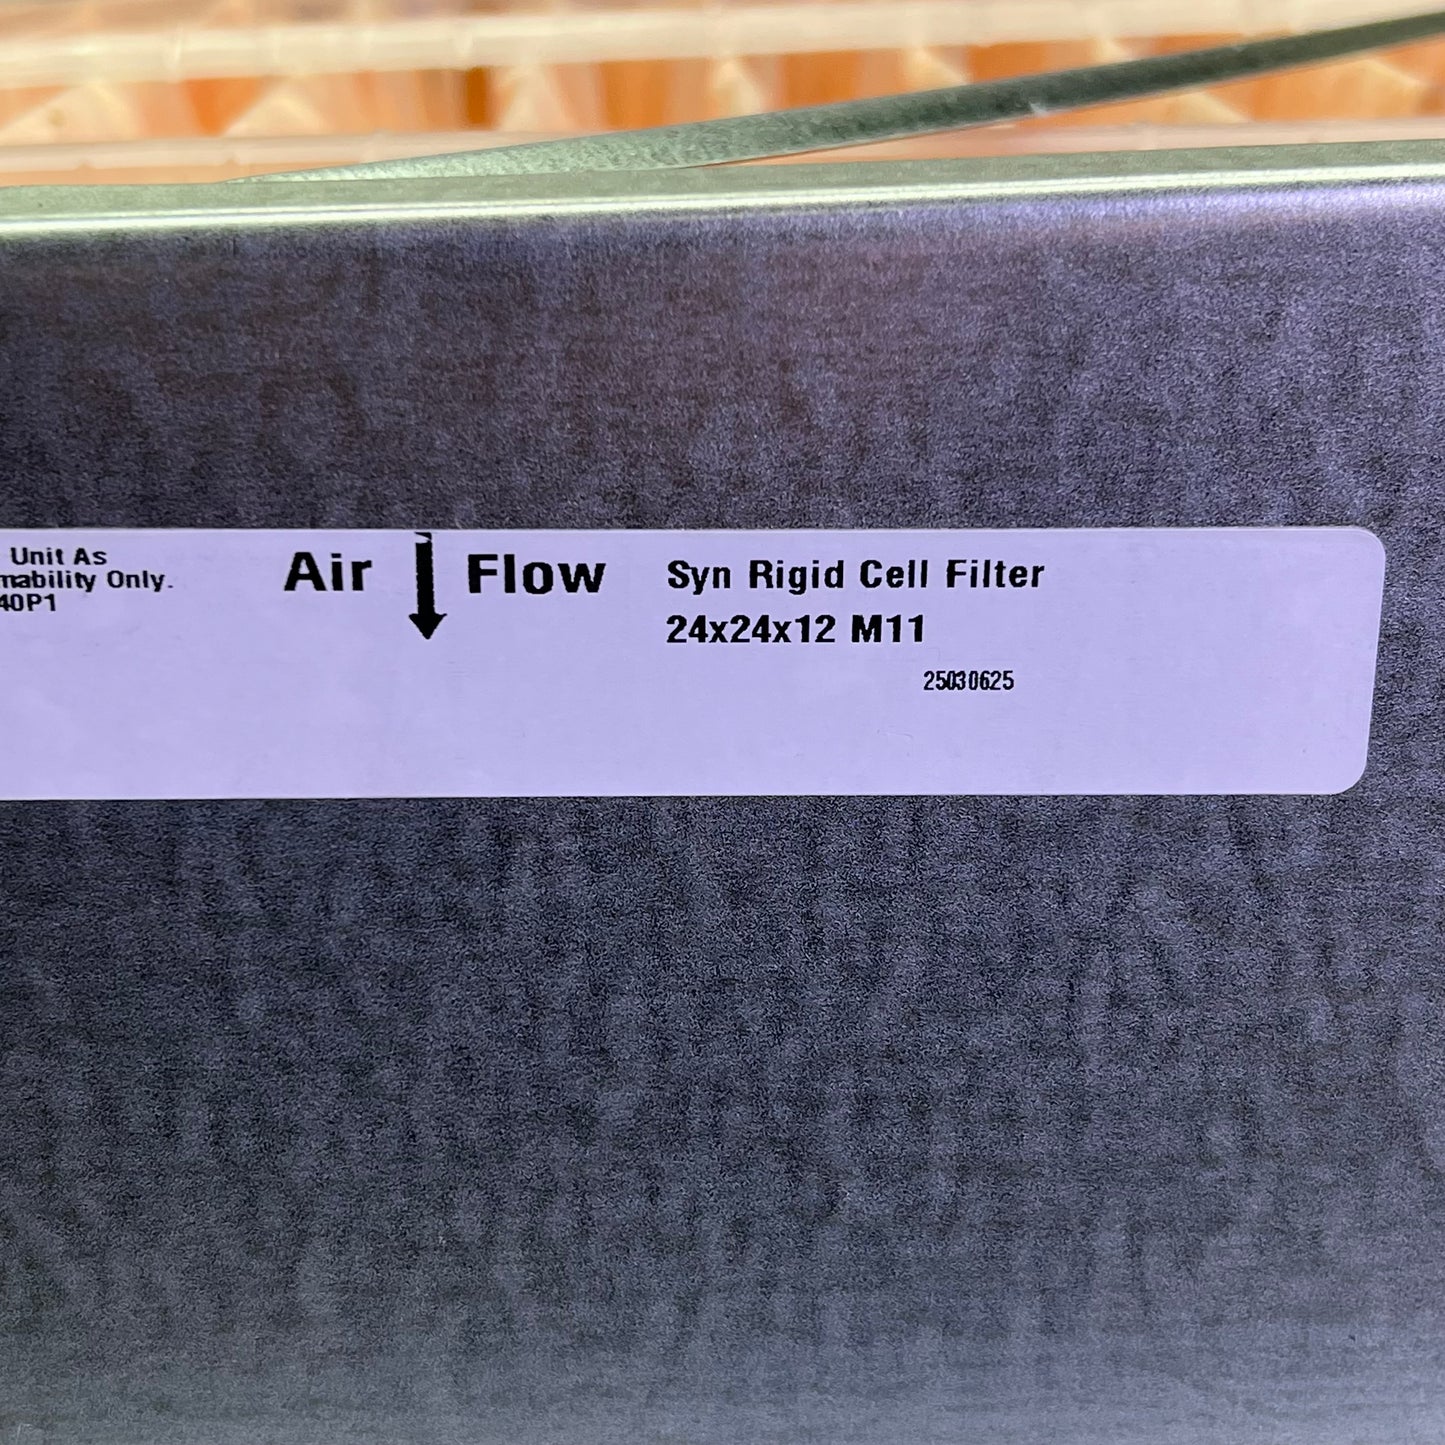 Unit As
mability Only.
40P1
Air Flow
Syn Rigid Cell Filter
24x24x12 M11
25030625